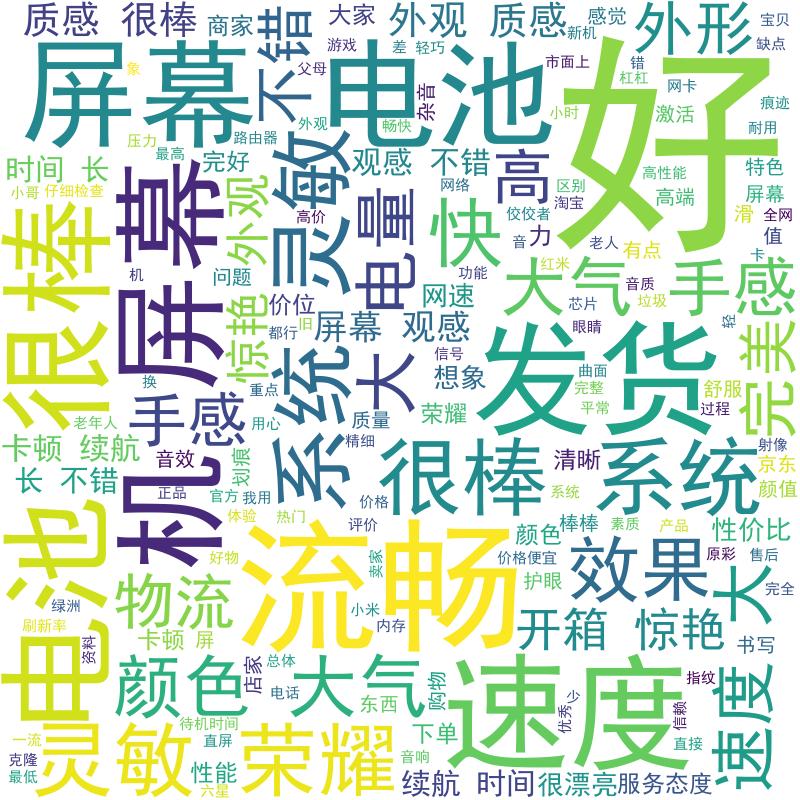 质感 很棒
商家
不错
大家
外观
质感
感觉
新机
外形
宝贝
缺点
屏幕
电池
好
游戏
差
轻巧
象
父母
杂音
市面上
错
杠杠
网卡
痕迹
压力
路由器
外观
畅快
小时
激活
耐用
最高
完好
灵敏
观感 不错
高
高性能
特色
时间 长
小哥
仔细检查
屏幕
外观
电量
网络
区别
淘宝
高端
屏幕
很棒
高价
快
佼佼者
音
力
老人
有点
滑
全网
值
卡
机
问题
功能
大气
红米
音质
垃圾
手感
惊艳
价位
网速
芯片
轻
完美
都行
旧
屏幕 观感
信号
发货
眼睛
换
重点
系统
大
想象
曲面
完整
平常
舒服
过程
老年人
手感
用心
质量
荣耀
卡顿 续航
音效
划痕
精细
很棒
清晰
系统
射像
京东
颜值
长 不错
机
正品
官方
我用
价格
系统
电池
体验
热门
评价
流畅
颜色
棒棒
素质
产品
性价比
好物
卖家
价格便宜
效果
原彩
售后
绿洲
物流
护眼
大
完全
刷新率
资料
卡顿 屏
小米
内存
开箱 惊艳
书写
颜色
店家
总体
大气
购物
速度
优秀
少
信赖
指纹
速度
电话
东西
待机时间
一流
灵敏
直屏
荣耀
下单
直接
克隆
最低
性能
六星
音响
续航 时间
很漂亮
服务态度